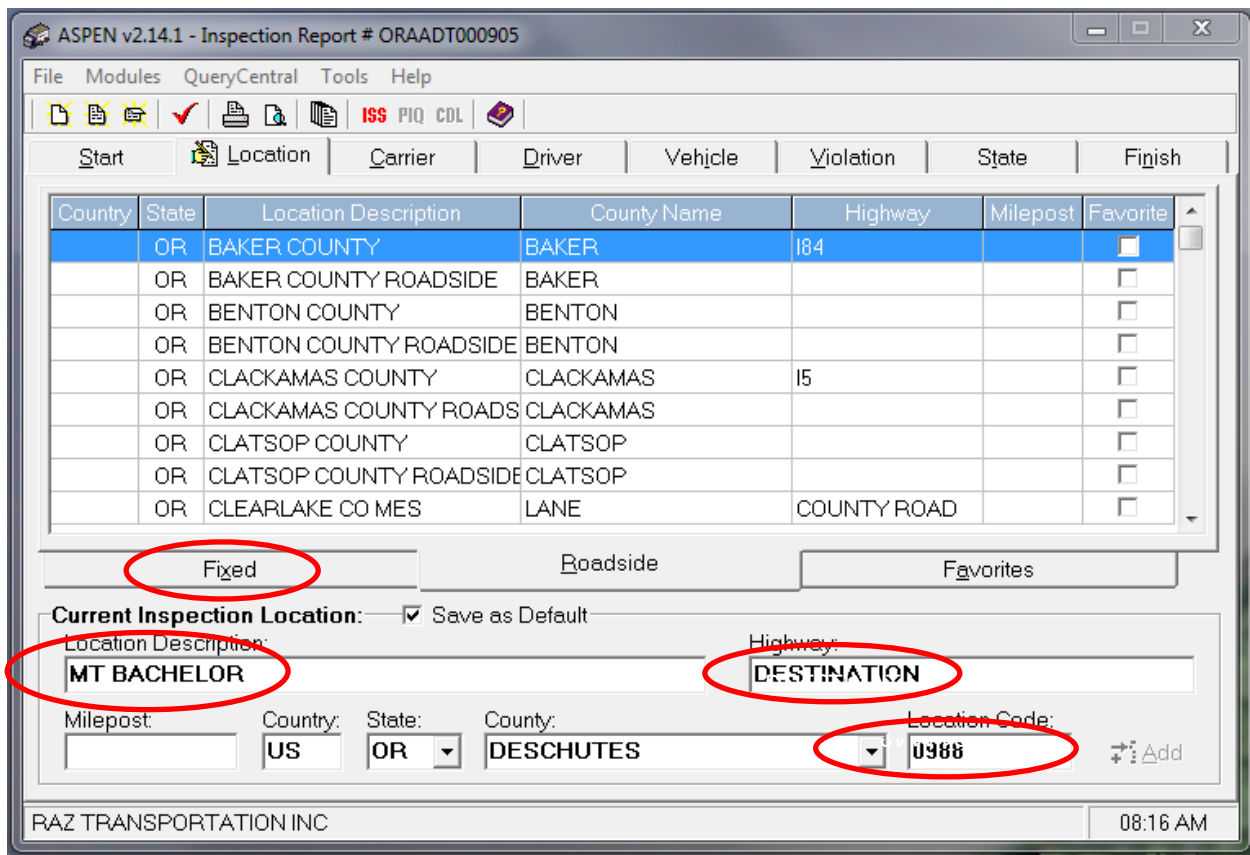 ASPEN v2.14.1 - Inspection Report # ORAADT000905
File Modules QueryCentral Tools Help
ISS PIQ CDL
Start Location Carrier Driver Vehicle Violation State Finish
Country State Location Description County Name Highway Milepost Favorite
OR BAKER COUNTY BAKER I84
OR BAKER COUNTY ROADSIDE BAKER
OR BENTON COUNTY BENTON
OR BENTON COUNTY ROADSIDE BENTON
OR CLACKAMAS COUNTY CLACKAMAS I5
OR CLACKAMAS COUNTY ROADS CLACKAMAS
OR CLATSOP COUNTY CLATSOP
OR CLATSOP COUNTY ROADSIDE CLATSOP
OR CLEARLAKE CO MES LANE COUNTY ROAD
Fixed Roadside Favorites
Current Inspection Location: Save as Default
Location Description: Highway:
MT BACHELOR DESTINATION
Milepost: Country: State: County: Location Code:
US OR DESCHUTES 0988 Add
RAZ TRANSPORTATION INC 08:16 AM